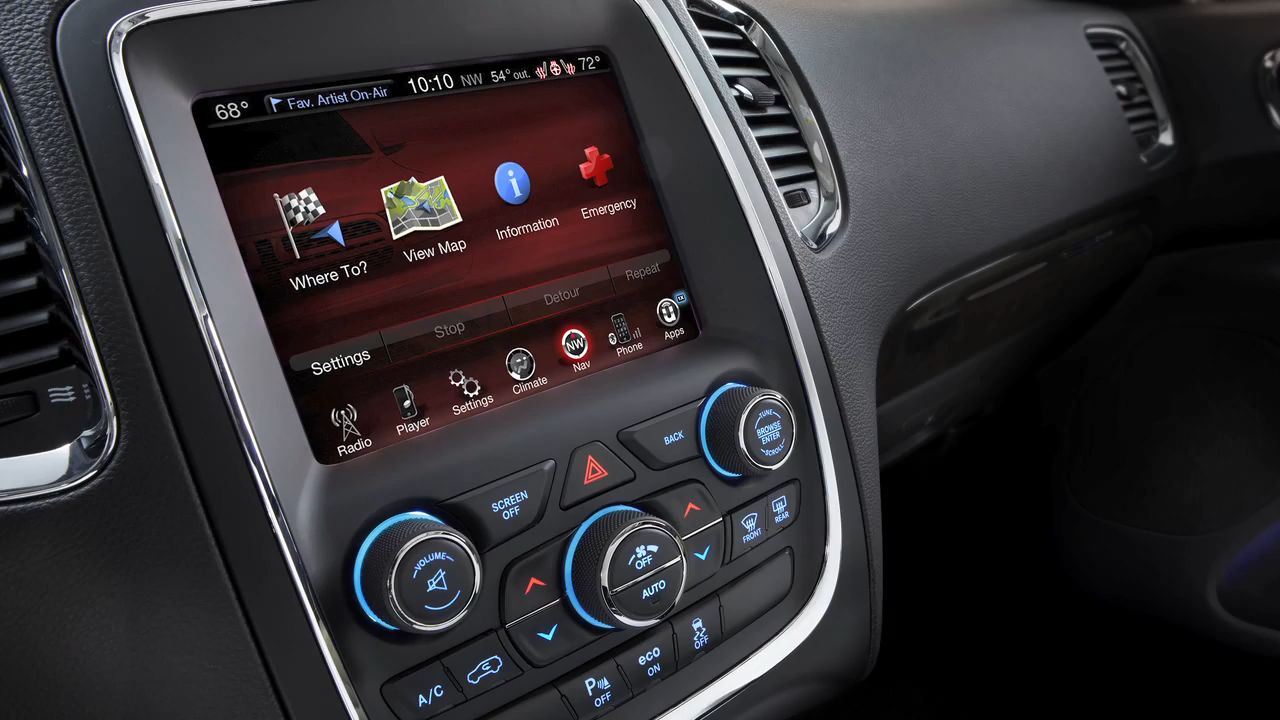 68° Fav. Artist On-Air 10:10 NW 54° out. 72°
Where To?
View Map
Information
Emergency
Settings
Stop
Detour
Repeat
Radio
Player
Settings
Climate
NW
Nav
Phone
Apps
BACK
TUNE
BROWSE
ENTER
SCROLL
SCREEN
OFF
VOLUME
OFF
AUTO
FRONT
REAR
A/C
P
OFF
eco
ON
OFF